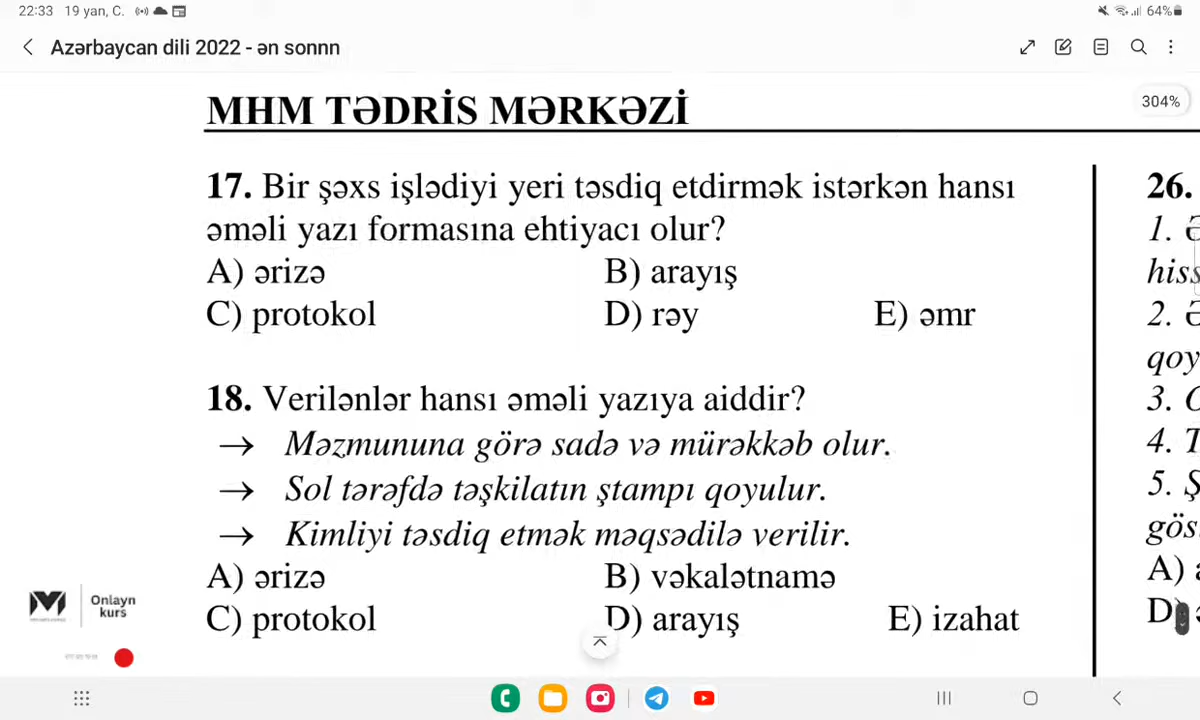 22:33 19 yan, C.
64%
Azərbaycan dili 2022 - ən sonnn
304%
MHM TƏDRİS MƏRKƏZİ
17. Bir şəxs işlədiyi yeri təsdiq etdirmək istərkən hansı
əməli yazı formasına ehtiyacı olur?
A) ərizə B) arayış
C) protokol D) rəy E) əmr
18. Verilənlər hansı əməli yazıya aiddir?
→ Məzmununa görə sadə və mürəkkəb olur.
→ Sol tərəfdə təşkilatın ştampı qoyulur.
→ Kimliyi təsdiq etmək məqsədilə verilir.
A) ərizə B) vəkalətnamə
C) protokol D) arayış E) izahat
26.
1. Ə
hiss
2. Ə
qoy
3.
4. T
5. Ş
gös
A)
D)
Onlayn
kurs